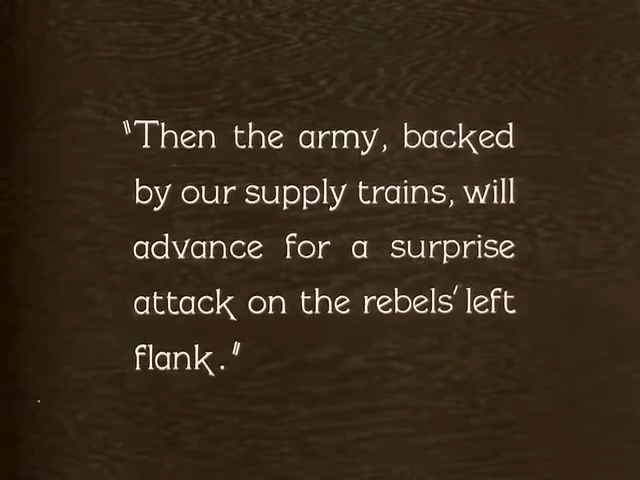 "Then the army, backed
by our supply trains, will
advance for a surprise
attack on the rebels' left
flank."